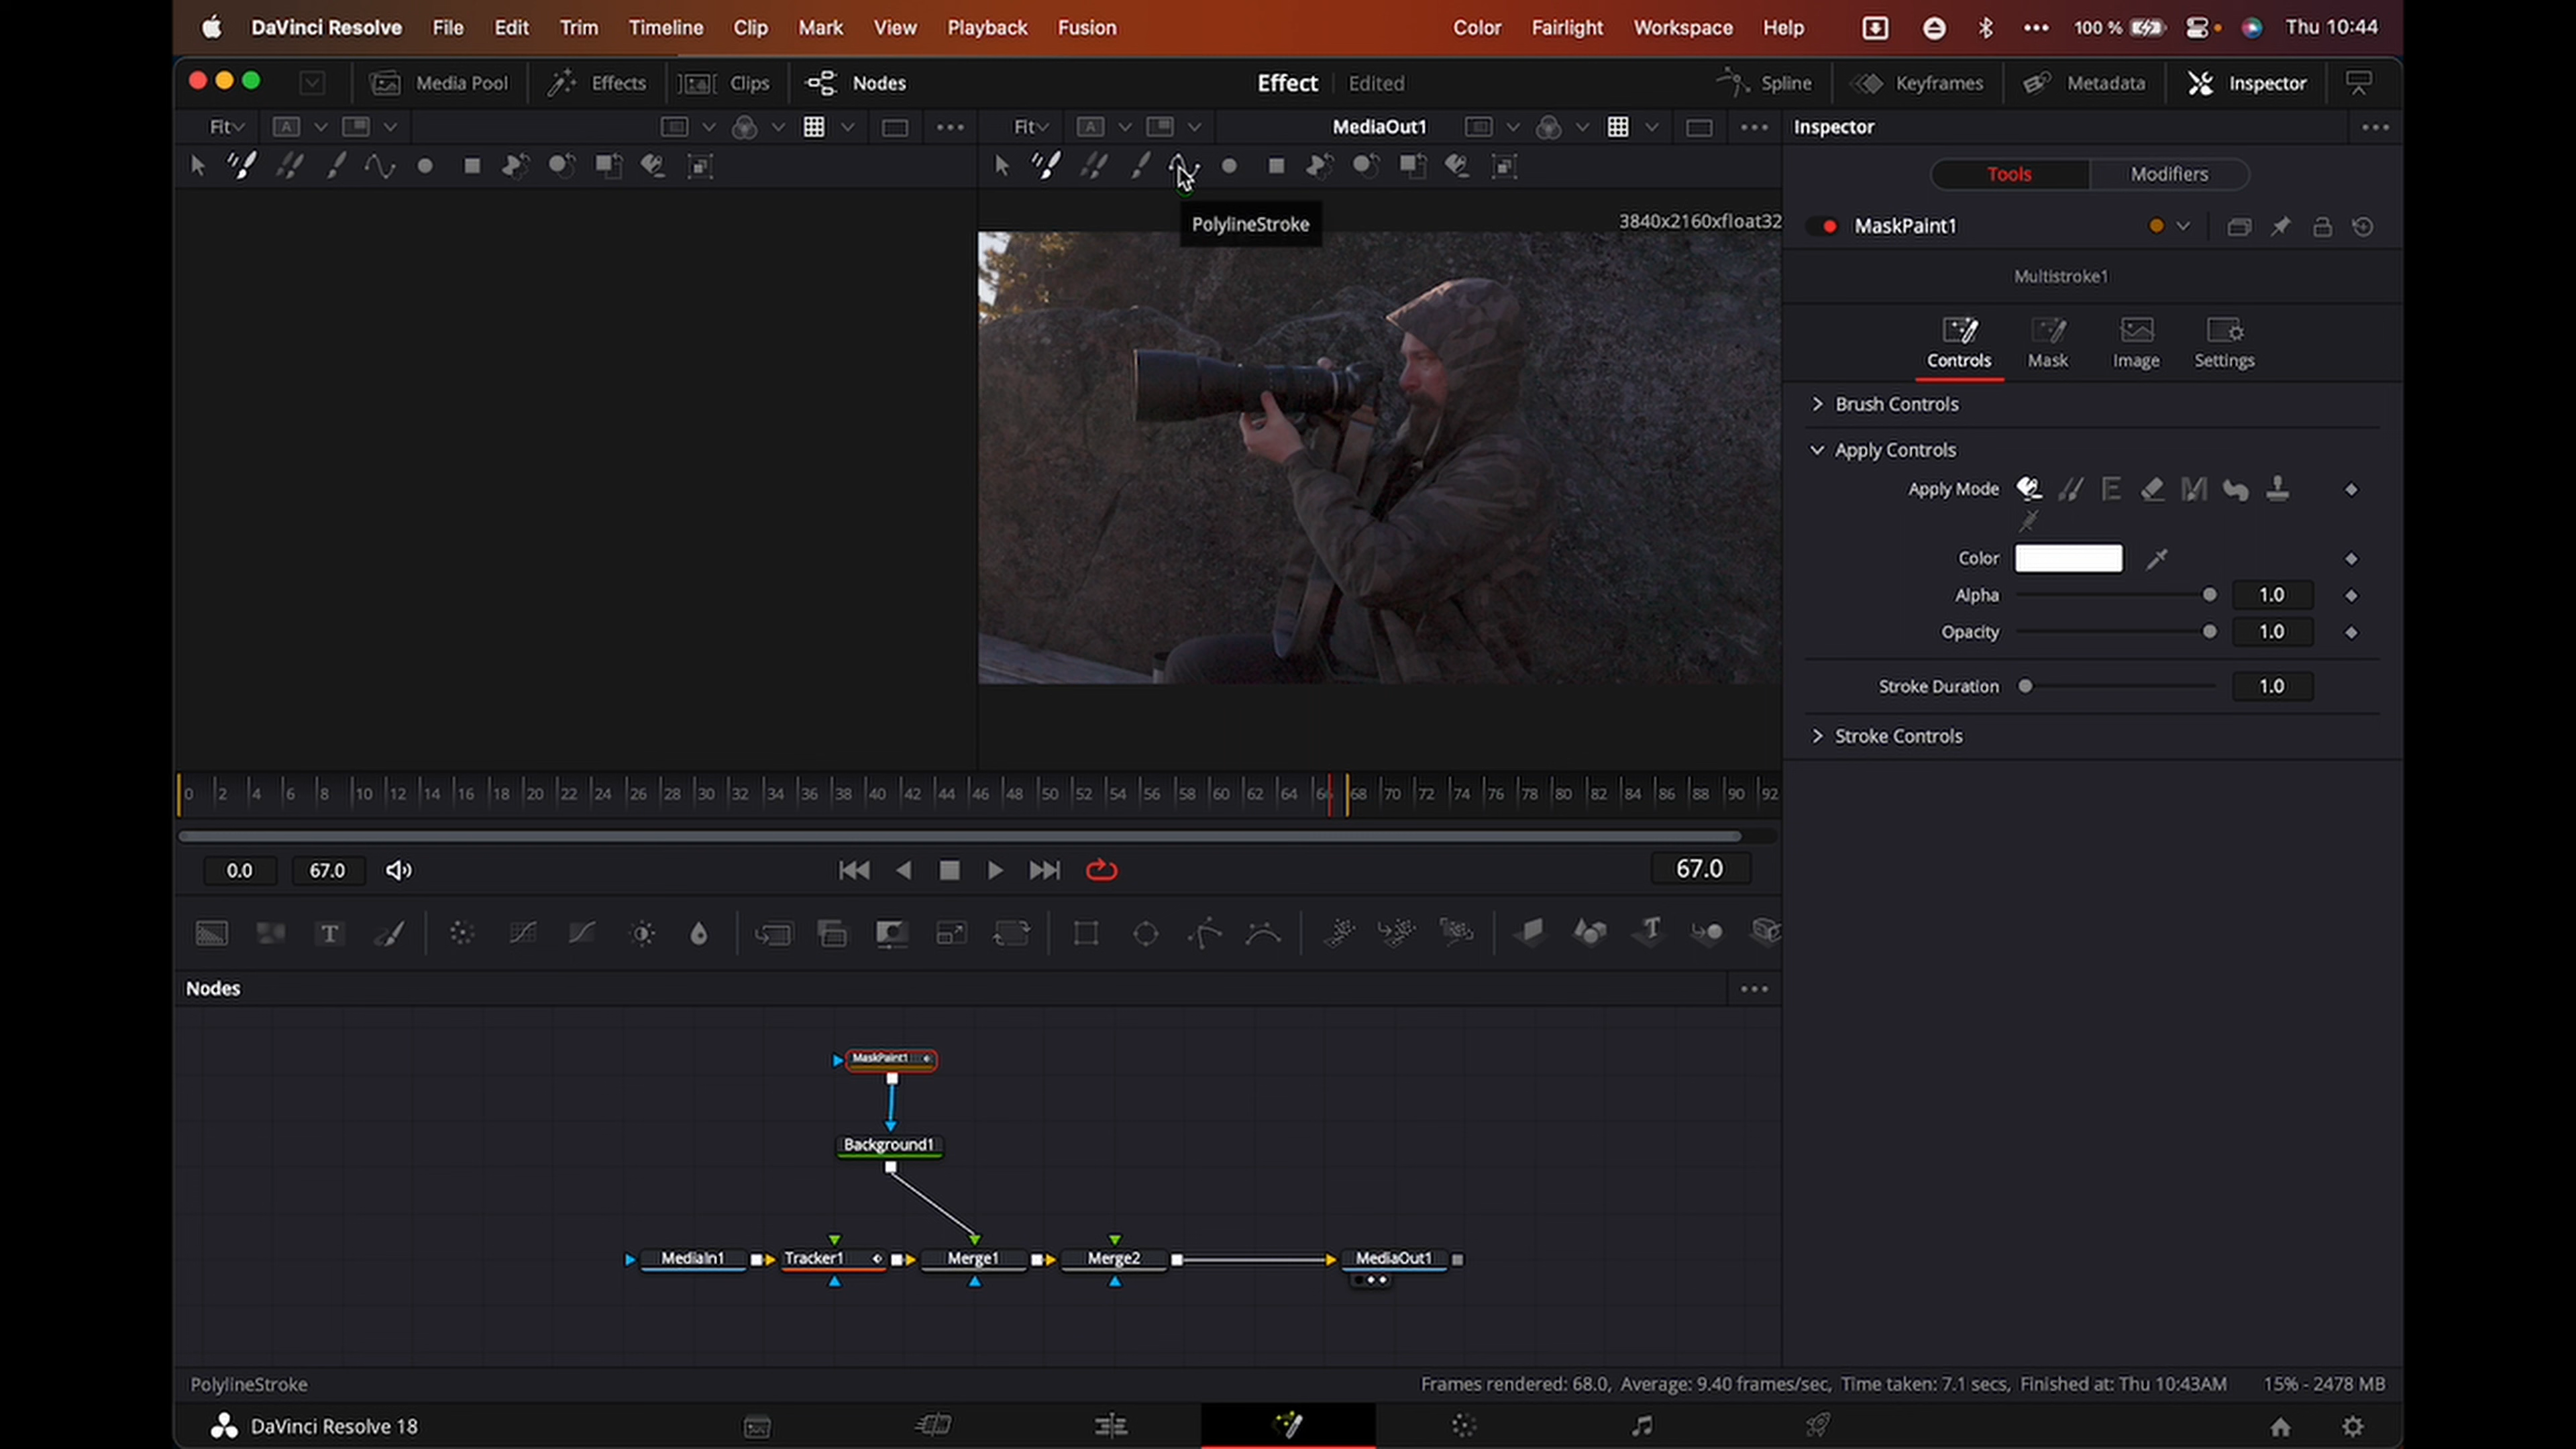 DaVinci Resolve File Edit Trim Timeline Clip Mark View Playback Fusion Color Fairlight Workspace Help 100 % Thu 10:44
Media Pool Effects Clips Nodes Effect Edited Spline Keyframes Metadata Inspector
Fit A Fit A MediaOut1 Inspector
Tools Modifiers
PolylineStroke
3840x2160xfloat32
MaskPaint1
Multistroke1
Controls Mask Image Settings
Brush Controls
Apply Controls
Apply Mode
Color
Alpha 1.0
Opacity 1.0
Stroke Duration 1.0
Stroke Controls
0 2 4 6 8 10 12 14 16 18 20 22 24 26 28 30 32 34 36 38 40 42 44 46 48 50 52 54 56 58 60 62 64 66 68 70 72 74 76 78 80 82 84 86 88 90 92
0.0 67.0 67.0
T T
Nodes
MaskPaint1
Background1
MediaIn1 Tracker1 Merge1 Merge2 MediaOut1
PolylineStroke Frames rendered: 68.0, Average: 9.40 frames/sec, Time taken: 7.1 secs, Finished at: Thu 10:43AM 15% - 2478 MB
DaVinci Resolve 18